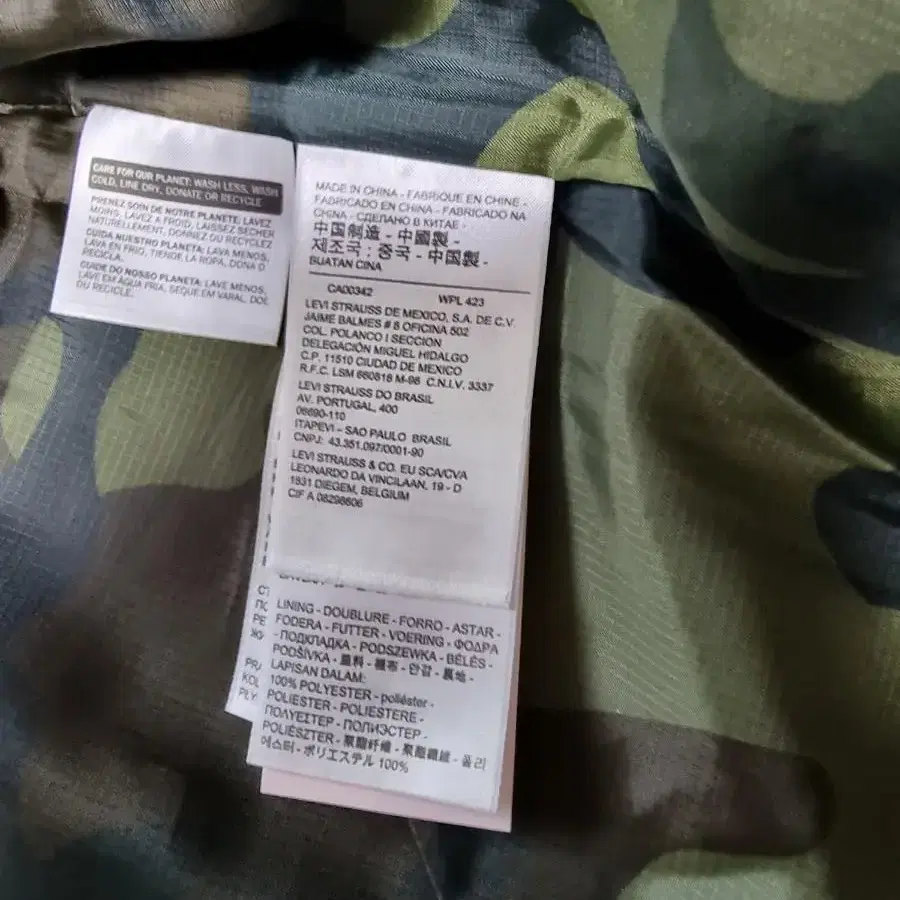 CARE FOR OUR PLANET: WASH LESS, WASH
COLD, LINE DRY, DONATE OR RECYCLE
PRENEZ SOIN DE NOTRE PLANETE: LAVEZ
MOINS, LAVEZ A FROID, LAISSEZ SECHER
NATURELLEMENT, DONNEZ OU RECYCLEZ
CUIDA NUESTRO PLANETA: LAVA MENOS,
LAVA EN FRIO, TIENDE LA ROPA, DONA O
RECICLA.
CUIDE DO NOSSO PLANETA: LAVE MENOS,
LAVE EM ÁGUA FRIA, SEQUE EM VARAL, DOE
OU RECICLE.
MADE IN CHINA - FABRIQUE EN CHINE -
FABRICADO EN CHINA - FABRICADO NA
CHINA - СДЕЛАНО В КИТАЕ -
中国制造 - 中國製 -
제조국 : 중국 - 中国製 -
BUATAN CINA
CA00342 WPL 423
LEVI STRAUSS DE MEXICO, S.A. DE C.V.
JAIME BALMES # 8 OFICINA 502
COL. POLANCO I SECCION
DELEGACIÓN MIGUEL HIDALGO
C.P. 11510 CIUDAD DE MEXICO
R.F.C. LSM 660818 M-98 C.N.I.V. 3337
LEVI STRAUSS DO BRASIL
AV. PORTUGAL, 400
06690-110
ITAPEVI – SAO PAULO BRASIL
CNPJ: 43.351.097/0001-90
LEVI STRAUSS & CO. EU SCA/CVA
LEONARDO DA VINCILAAN, 19 - D
1831 DIEGEM, BELGIUM
CIF A 08298606
LINING - DOUBLURE - FORRO - ASTAR -
FODERA - FUTTER - VOERING - ΦΟΔΡΑ
- ПОДКЛАДКА - PODSZEWKA - BÉLÉS -
PODŠÍVKA - 里料 - 裡布 - 안감 - 裏地 -
LAPISAN DALAM:
100% POLYESTER - poliéster -
POLIESTER - POLIESTERE -
ΠΟΛΥΕΣΤΕΡ - ПОЛИЭСТЕР -
POLIÉSZTER - 聚酯纤维 - 聚酯纖維 - 폴리
에스터 - ポリエステル 100%